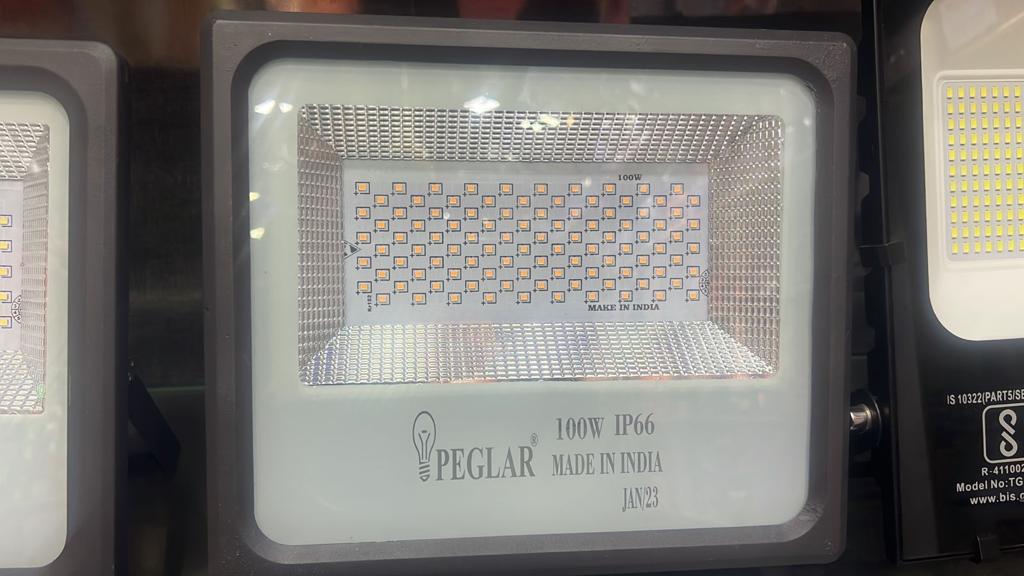 100W
MAKE IN INDIA
PEGLAR®
100W IP66
MADE IN INDIA
JAN/23
IS 10322(PART5/SE
R-411002
Model No:TG
www.bis.g